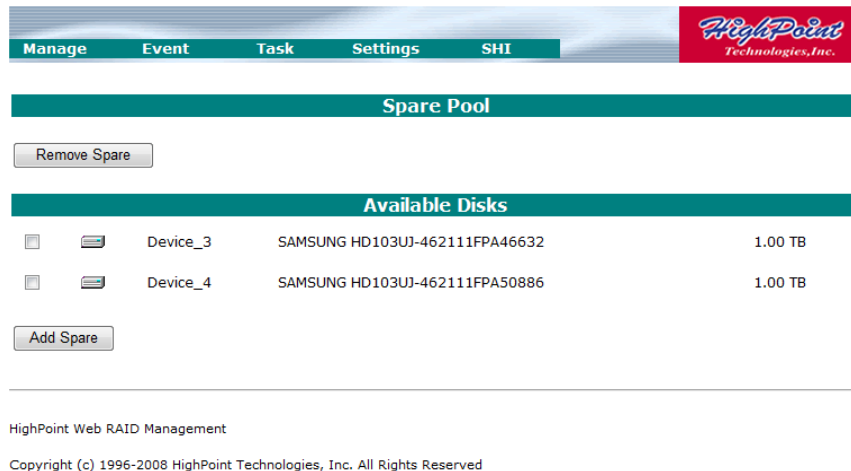 Manage Event Task Settings SHI
HighPoint
Technologies,Inc.
Spare Pool
Remove Spare
Available Disks
Device_3 SAMSUNG HD103UJ-462111FPA46632 1.00 TB
Device_4 SAMSUNG HD103UJ-462111FPA50886 1.00 TB
Add Spare
HighPoint Web RAID Management
Copyright (c) 1996-2008 HighPoint Technologies, Inc. All Rights Reserved